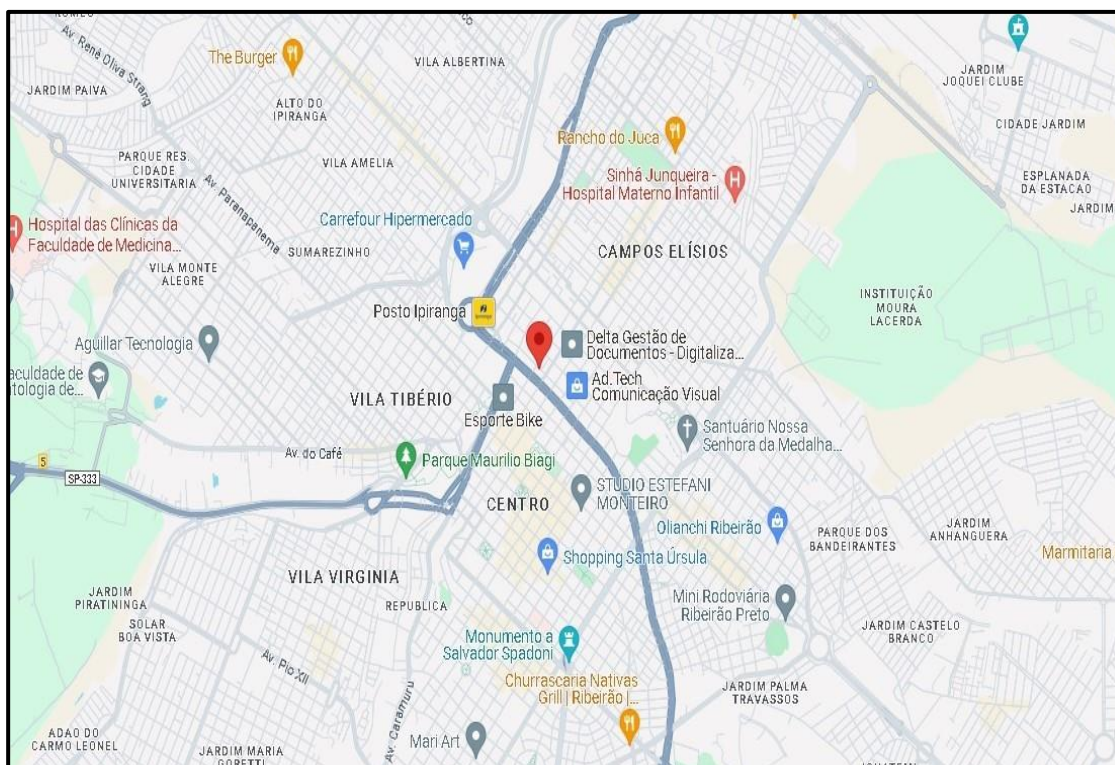 Av. René Oliva Strang
The Burger
VILA ALBERTINA
JARDIM PAIVA
ALTO DO
IPIRANGA
JARDIM
JOQUEI CLUBE
CIDADE JARDIM
Rancho do Juca
PARQUE RES.
CIDADE
UNIVERSITARIA
VILA AMELIA
Sinhá Junqueira -
Hospital Materno Infantil
ESPLANADA
DA ESTACAO
JARDIM
Av. Paranapanema
Hospital das Clínicas da
Faculdade de Medicina...
Carrefour Hipermercado
SUMAREZINHO
CAMPOS ELÍSIOS
VILA MONTE
ALEGRE
INSTITUIÇÃO
MOURA
LACERDA
Posto Ipiranga
Aguillar Tecnologia
Delta Gestão de
Documentos - Digitaliza...
aculdade de
ntologia de...
Ad.Tech
Comunicação Visual
VILA TIBÉRIO
Esporte Bike
Santuário Nossa
Senhora da Medalha...
Av. do Café
Parque Maurilio Biagi
5
SP-333
STUDIO ESTEFANI
MONTEIRO
CENTRO
Olianchi Ribeirão
PARQUE DOS
BANDEIRANTES
JARDIM
ANHANGUERA
Marmitaria
Shopping Santa Úrsula
VILA VIRGINIA
JARDIM
PIRATININGA
REPUBLICA
Mini Rodoviária
Ribeirão Preto
SOLAR
BOA VISTA
JARDIM CASTELO
BRANCO
Monumento a
Salvador Spadoni
Av. Pio XII
Churrascaria Nativas
Grill | Ribeirão |...
JARDIM PALMA
TRAVASSOS
Av. Caramuru
ADAO DO
CARMO LEONEL
Mari Art
JARDIM MARIA
GORETTI